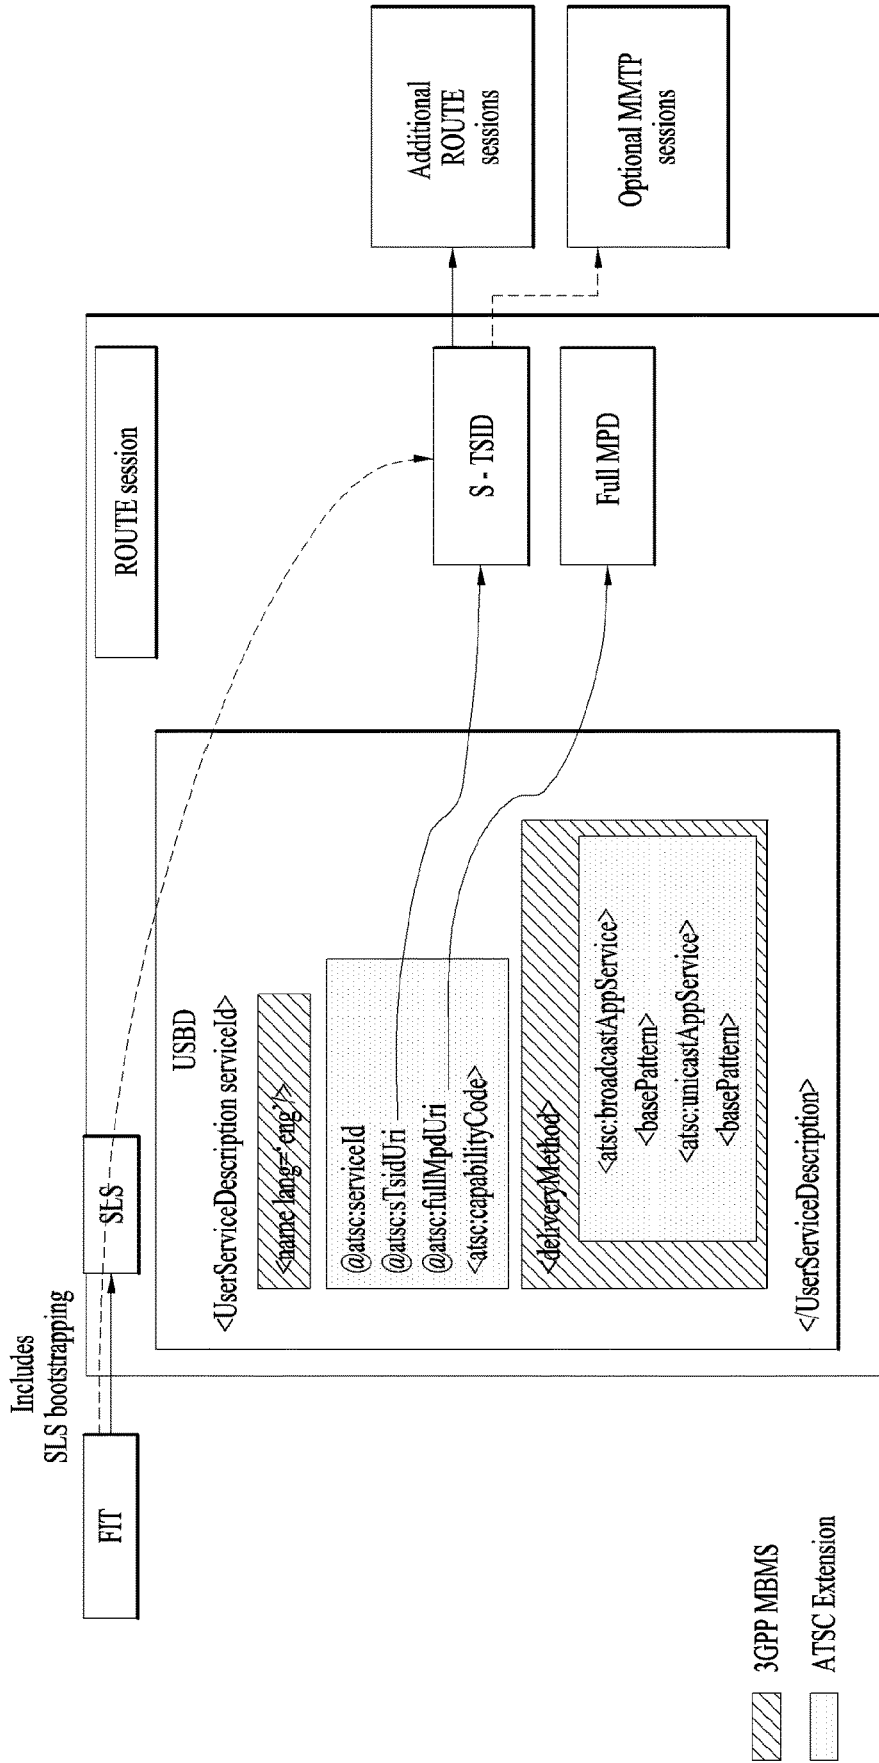 Includes
SLS bootstrapping
FIT
SLS
ROUTE session
USBD
<UserServiceDescription serviceId>
<name lang='eng'/>
@atsc:serviceId
@atsc:sTsidUri
@atsc:fullMpdUri
<atsc:capabilityCode>
<deliveryMethod>
<atsc:broadcastAppService>
<basePattern>
<atsc:unicastAppService>
<basePattern>
</UserServiceDescription>
S - TSID
Full MPD
Additional
ROUTE
sessions
Optional MMTP
sessions
3GPP MBMS
ATSC Extension